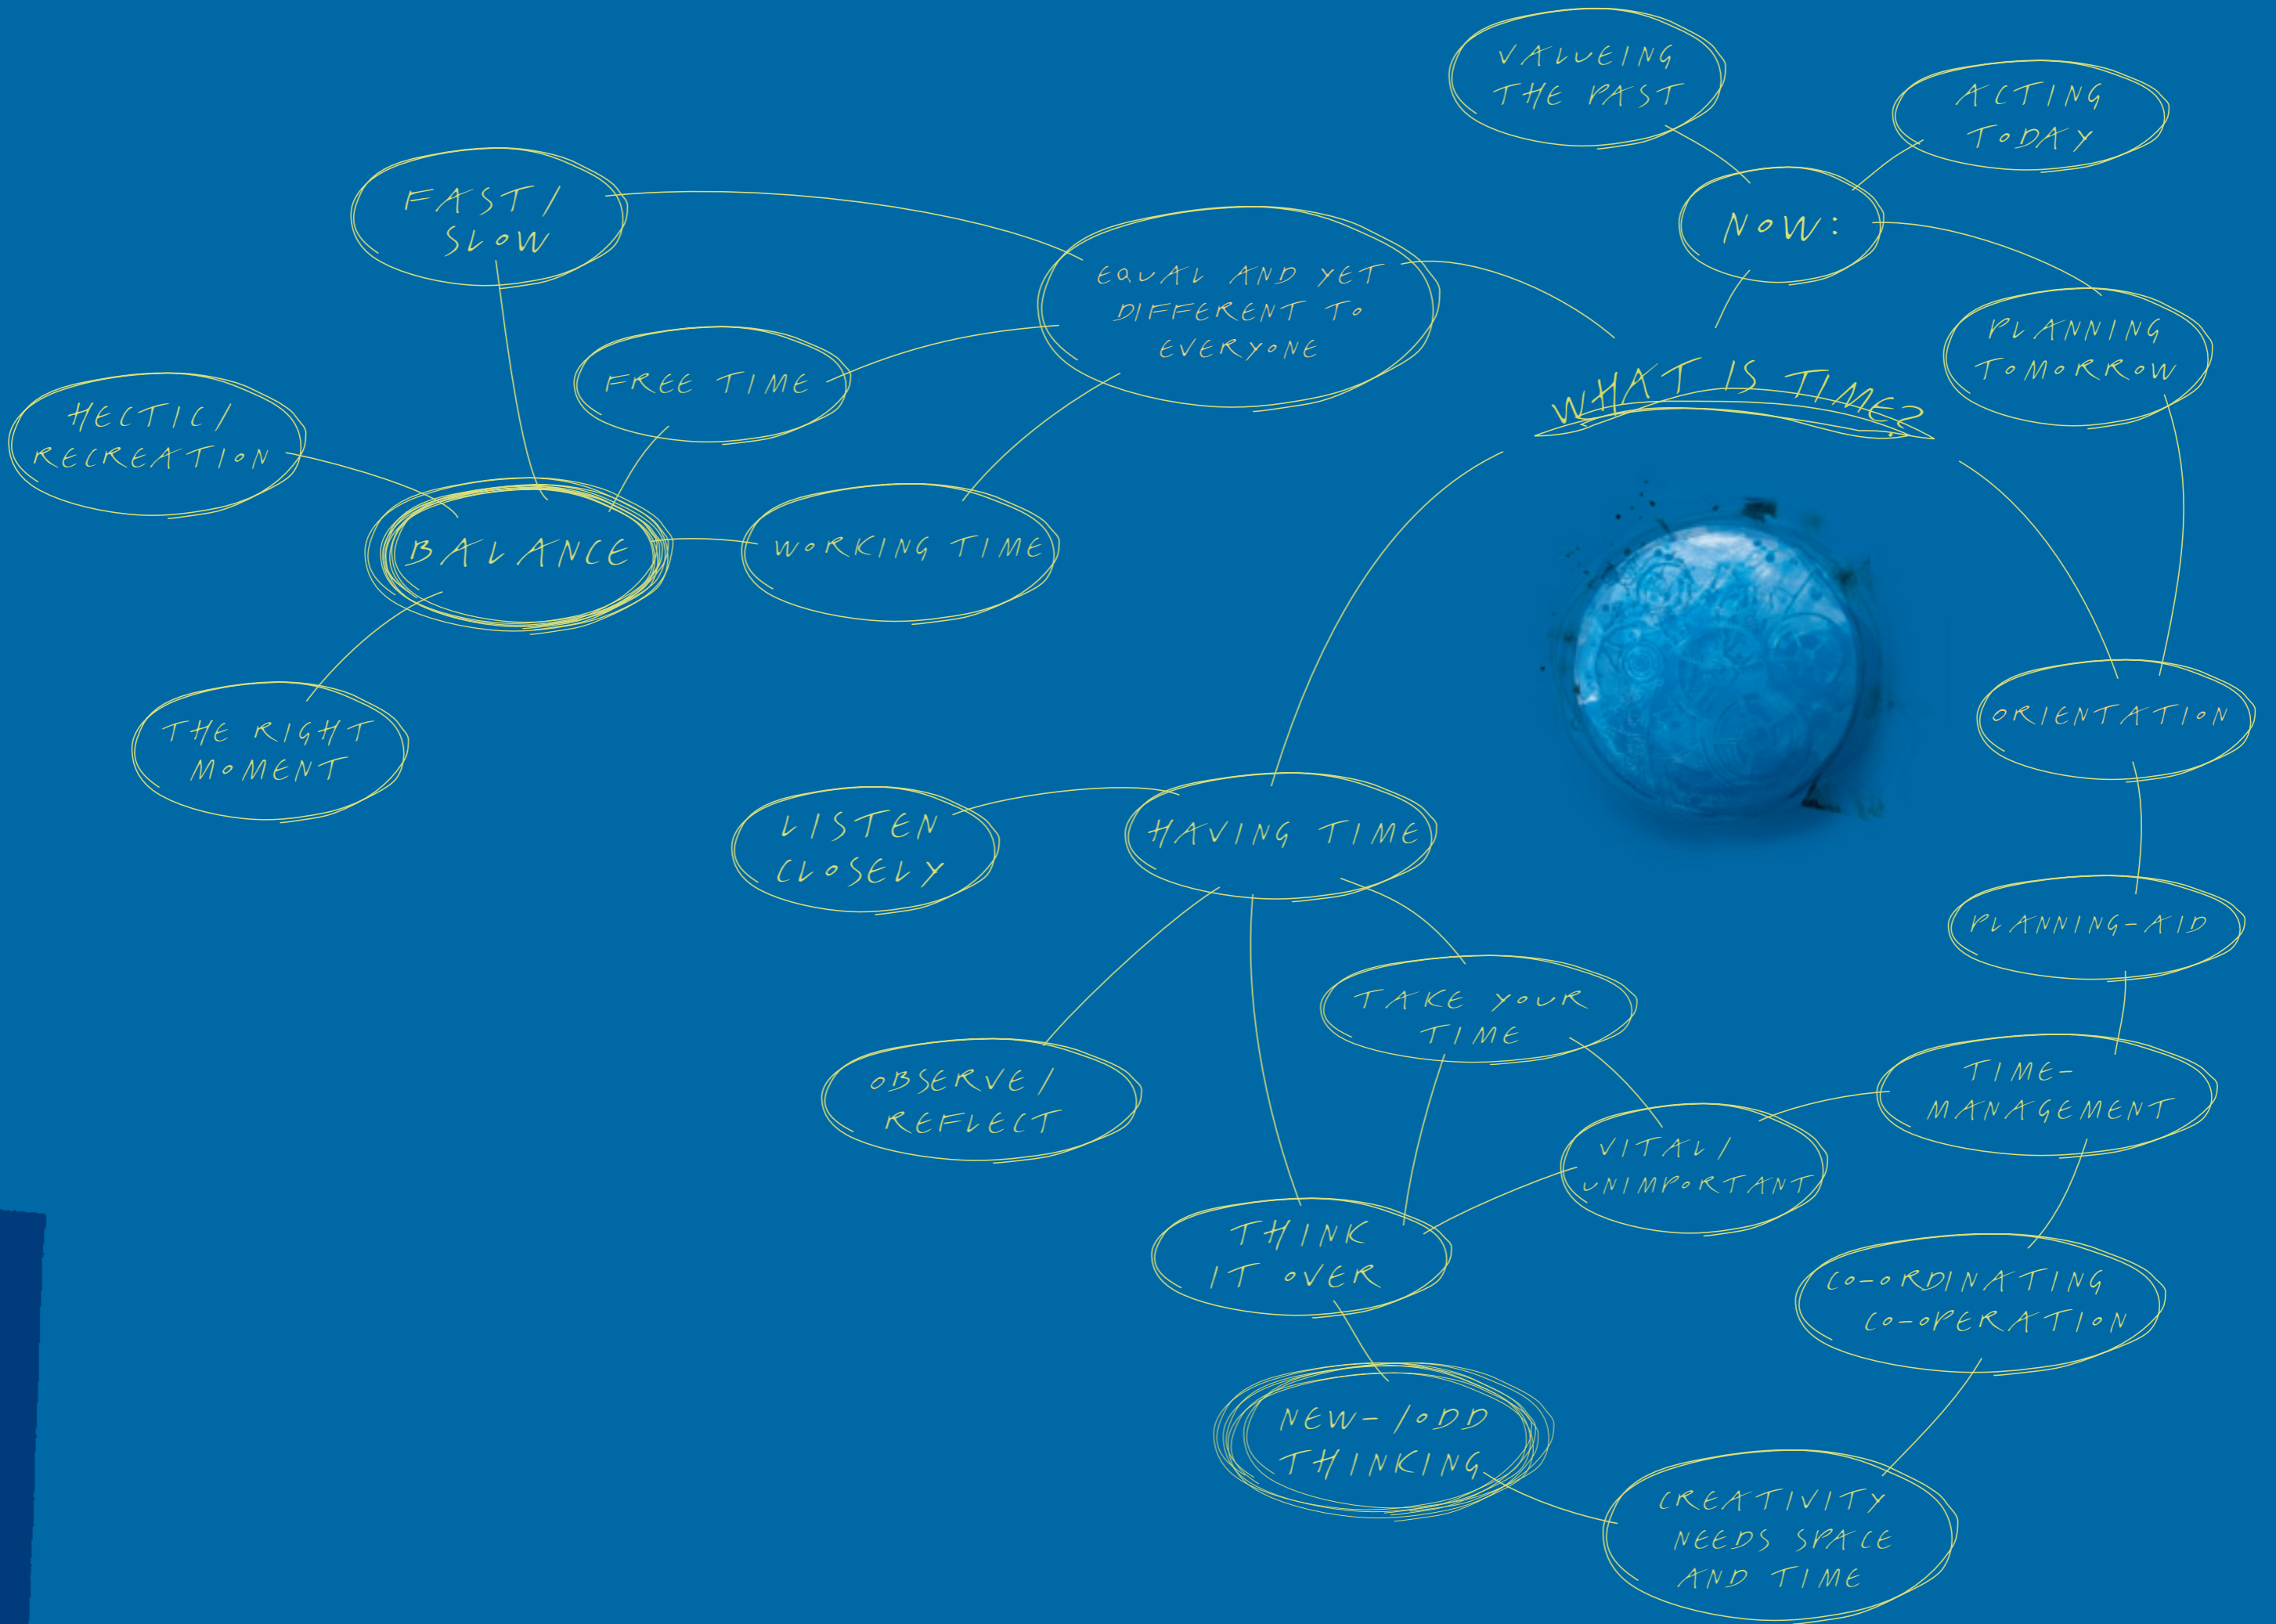 VALUEING
THE PAST
ACTING
TODAY
NOW:
FAST/
SLOW
EQUAL AND YET
DIFFERENT TO
EVERYONE
PLANNING
TOMORROW
FREE TIME
WHAT IS TIME?
HECTIC/
RECREATION
BALANCE
WORKING TIME
THE RIGHT
MOMENT
ORIENTATION
LISTEN
CLOSELY
HAVING TIME
PLANNING-AID
TAKE YOUR
TIME
OBSERVE/
REFLECT
TIME-
MANAGEMENT
VITAL/
UNIMPORTANT
THINK
IT OVER
CO-ORDINATING
CO-OPERATION
NEW-/ODD
THINKING
CREATIVITY
NEEDS SPACE
AND TIME